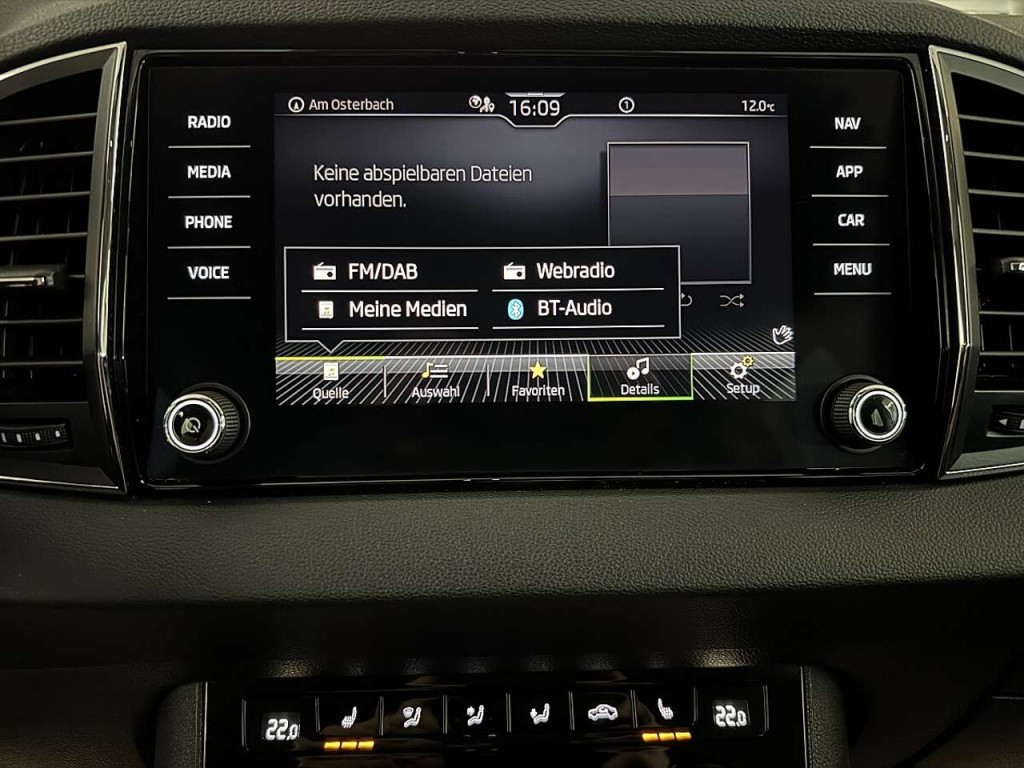 RADIO
MEDIA
PHONE
VOICE
Am Osterbach
16:09
1
12.0°C
Keine abspielbaren Dateien
vorhanden.
FM/DAB
Webradio
Meine Medien
BT-Audio
Quelle
Auswahl
Favoriten
Details
Setup
NAV
APP
CAR
MENU
22.0
22.0